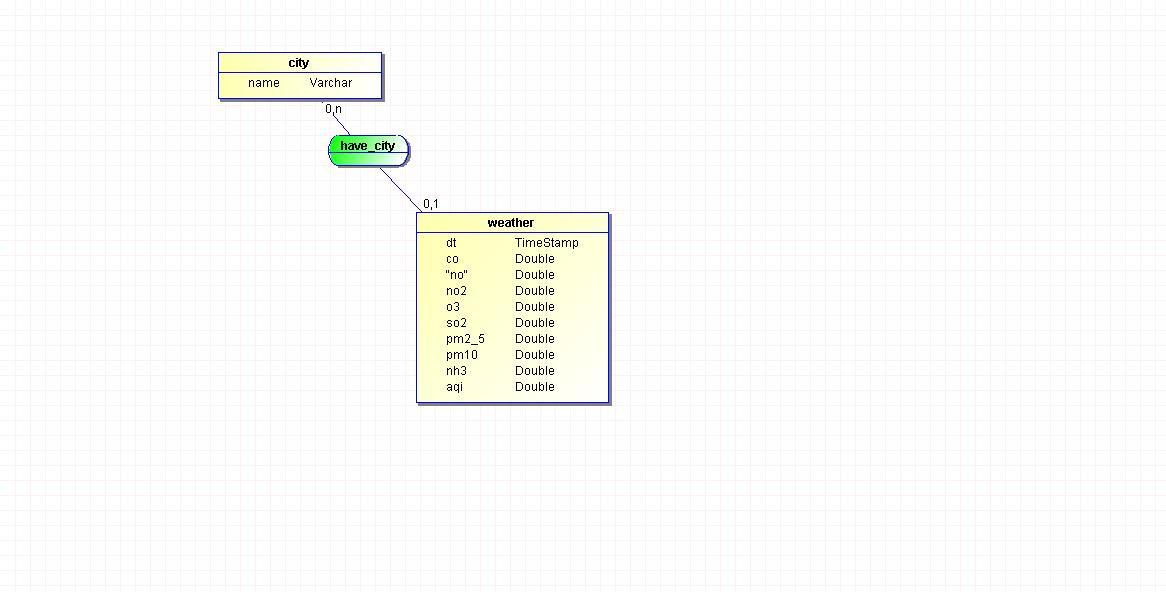 city
name Varchar
0,n
have_city
0,1
weather
dt TimeStamp
co Double
"no" Double
no2 Double
o3 Double
so2 Double
pm2_5 Double
pm10 Double
nh3 Double
aqi Double